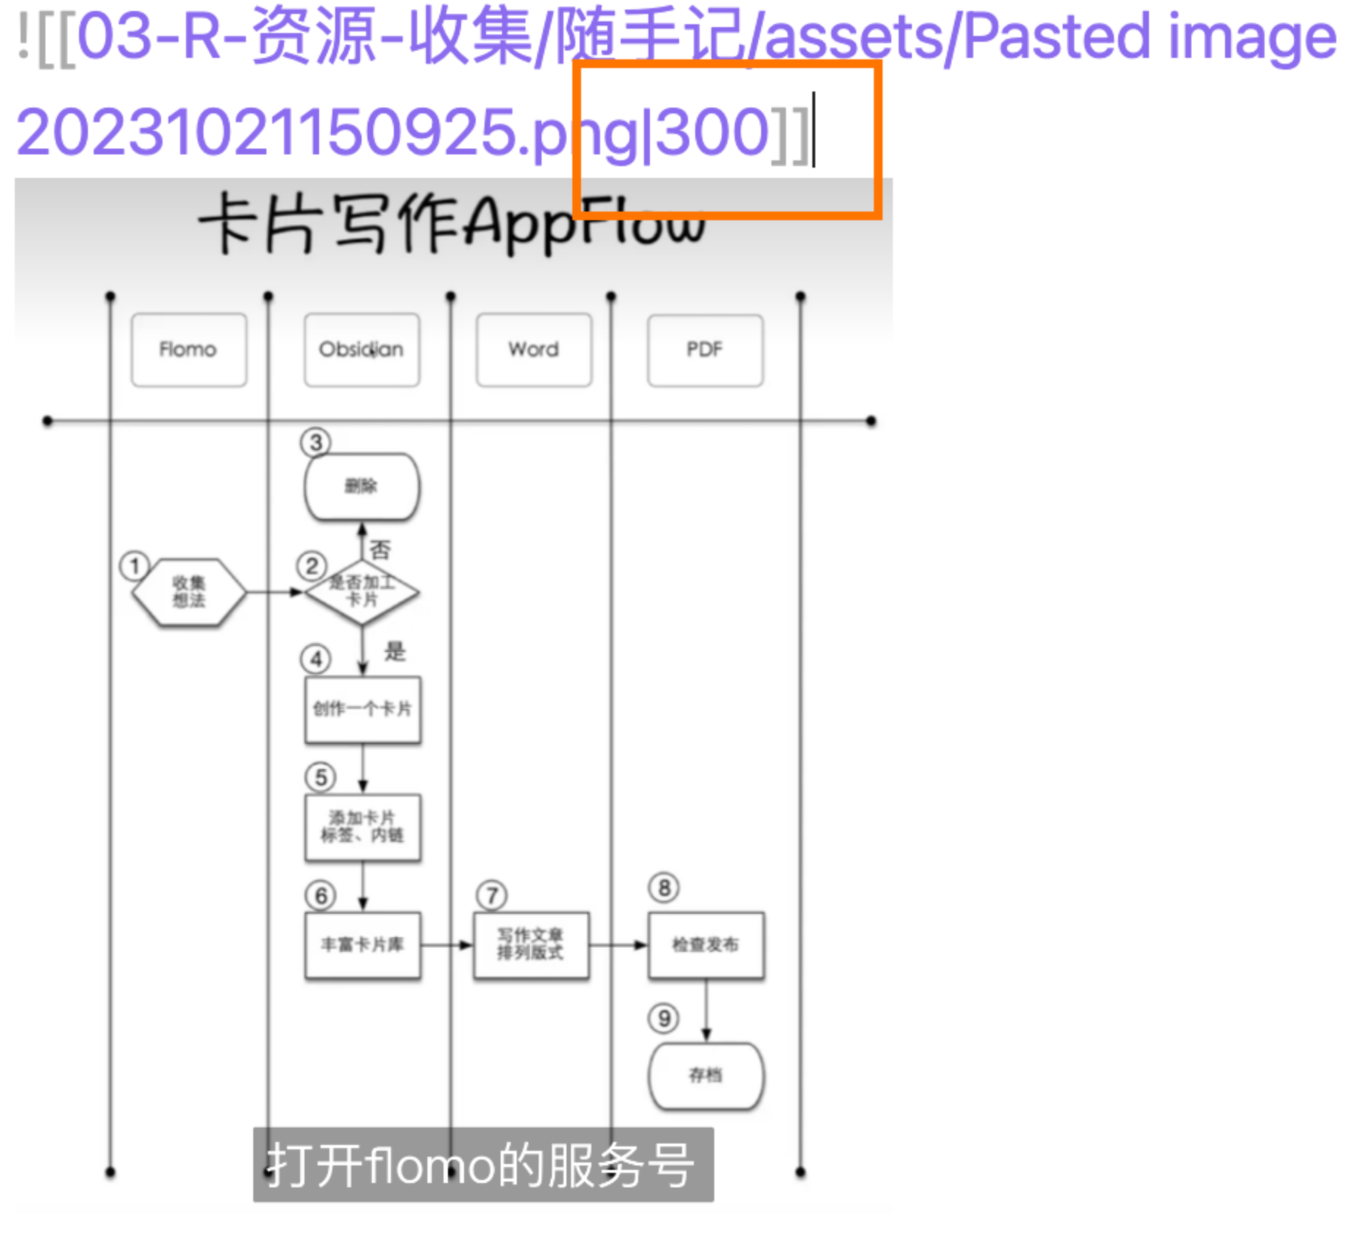 ![[03-R-资源-收集/随手记/assets/Pasted image
20231021150925.png|300]]
卡片写作AppFlow
Flomo
Obsidian
Word
PDF
③
删除
否
①
收集
想法
②
是否加工
卡片
是
④
创作一个卡片
⑤
添加卡片
标签、内链
⑥
丰富卡片库
⑦
写作文章
排列版式
⑧
检查发布
⑨
存档
打开flomo的服务号